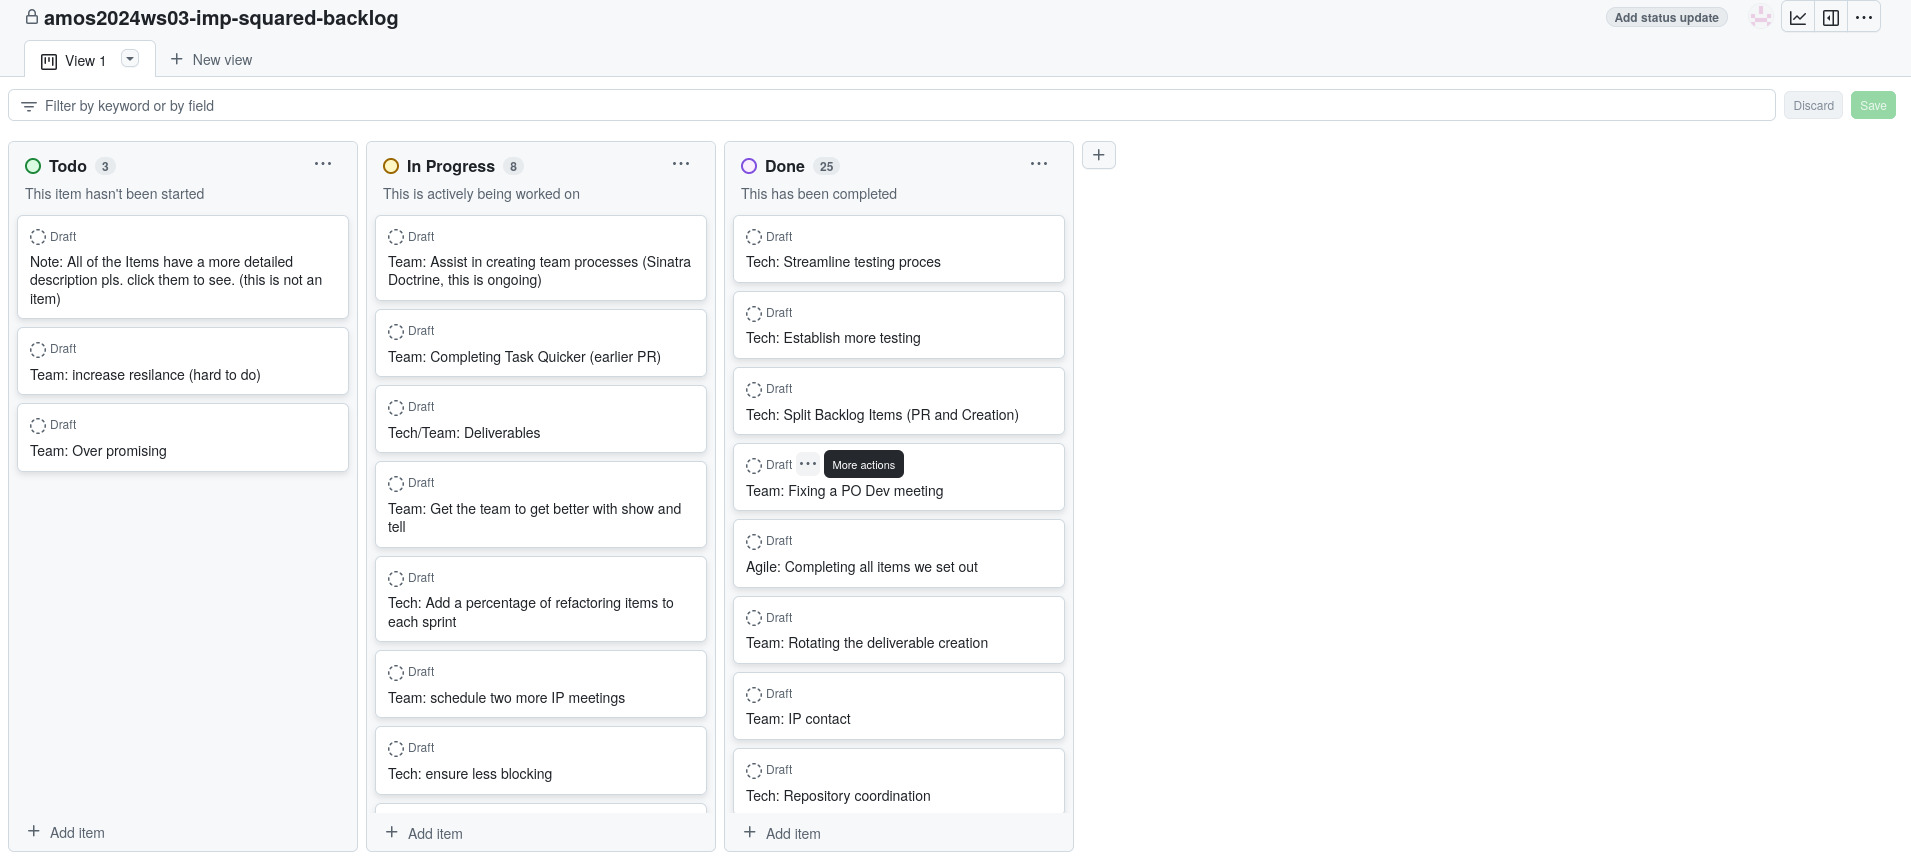 amos2024ws03-imp-squared-backlog
Add status update
View 1
New view
Filter by keyword or by field
Discard
Save
Todo 3
This item hasn't been started
Draft
Note: All of the Items have a more detailed
description pls. click them to see. (this is not an
item)
Draft
Team: increase resilance (hard to do)
Draft
Team: Over promising
Add item
In Progress 8
This is actively being worked on
Draft
Team: Assist in creating team processes (Sinatra
Doctrine, this is ongoing)
Draft
Team: Completing Task Quicker (earlier PR)
Draft
Tech/Team: Deliverables
Draft
Team: Get the team to get better with show and
tell
Draft
Tech: Add a percentage of refactoring items to
each sprint
Draft
Team: schedule two more IP meetings
Draft
Tech: ensure less blocking
Add item
Done 25
This has been completed
Draft
Tech: Streamline testing proces
Draft
Tech: Establish more testing
Draft
Tech: Split Backlog Items (PR and Creation)
Draft
More actions
Team: Fixing a PO Dev meeting
Draft
Agile: Completing all items we set out
Draft
Team: Rotating the deliverable creation
Draft
Team: IP contact
Draft
Tech: Repository coordination
Add item